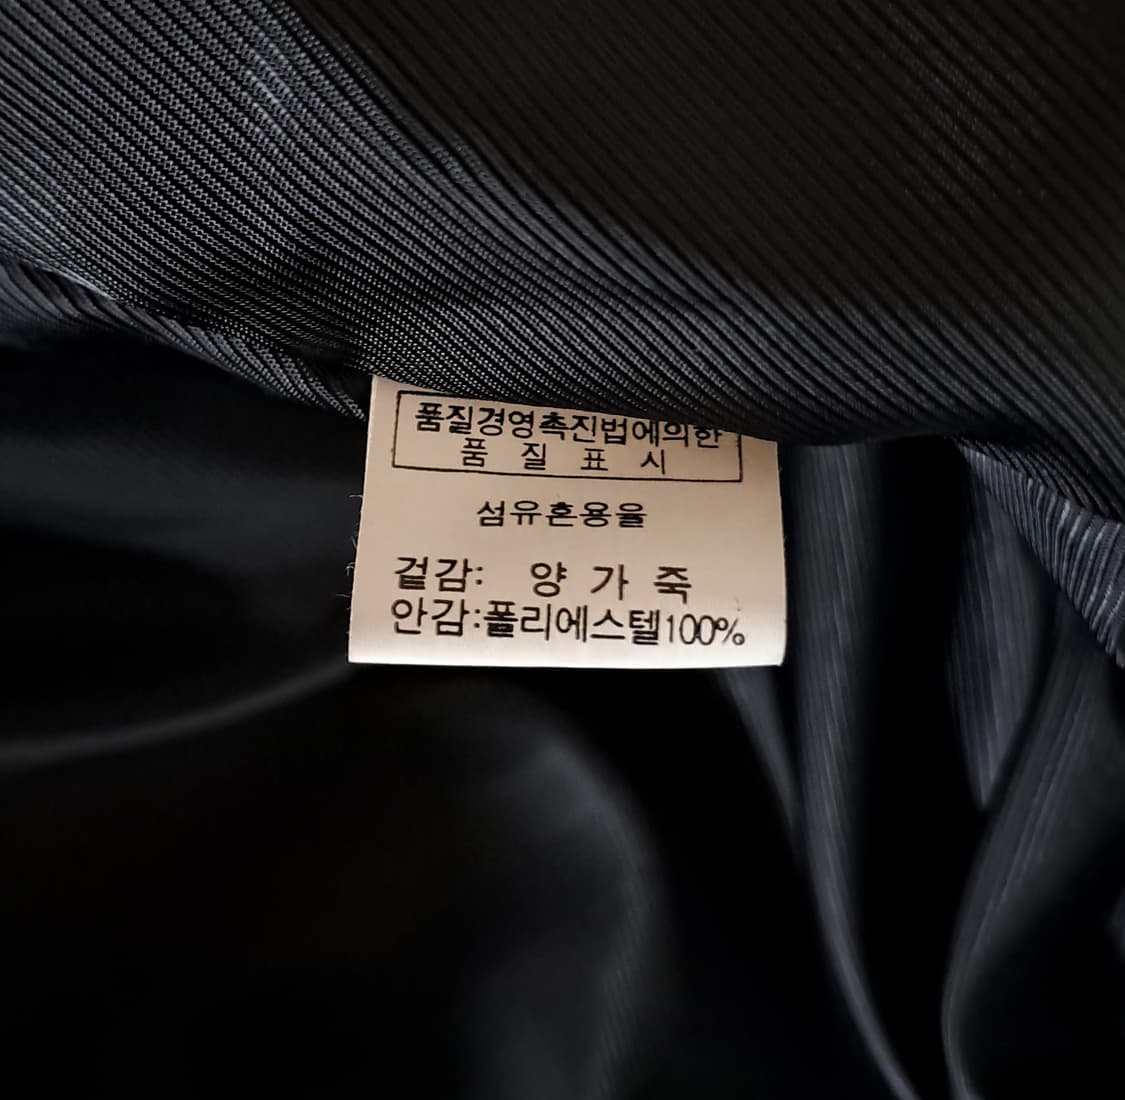 품질경영촉진법에의한
품 질 표 시
섬유혼용율
겉감: 양 가 죽
안감:폴리에스텔100%